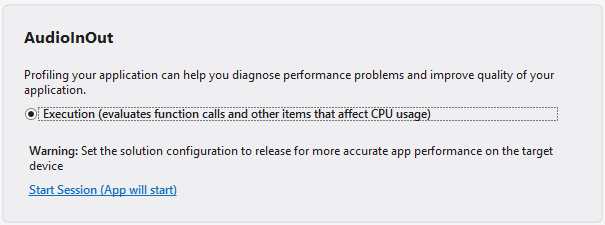 AudioInOut
Profiling your application can help you diagnose performance problems and improve quality of your
application.
Execution (evaluates function calls and other items that affect CPU usage)
Warning: Set the solution configuration to release for more accurate app performance on the target
device
Start Session (App will start)